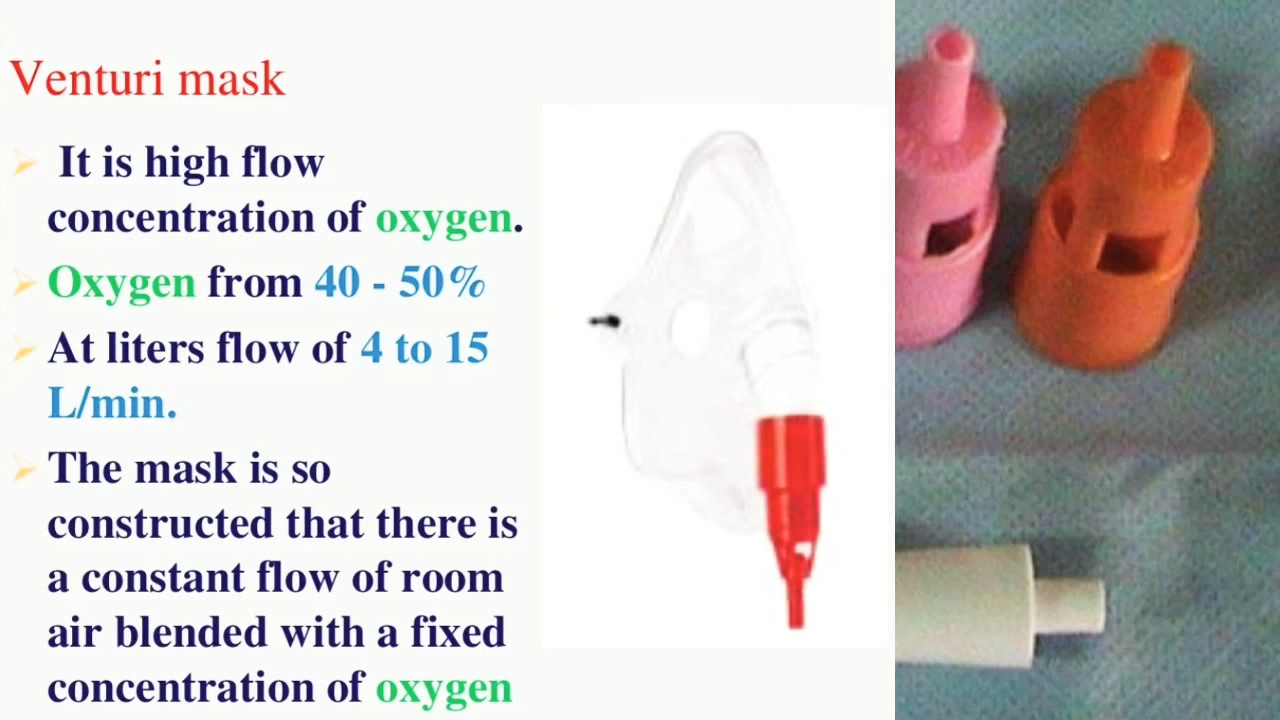 Venturi mask
➢ It is high flow
concentration of oxygen.
➢ Oxygen from 40 - 50%
➢ At liters flow of 4 to 15
L/min.
➢ The mask is so
constructed that there is
a constant flow of room
air blended with a fixed
concentration of oxygen